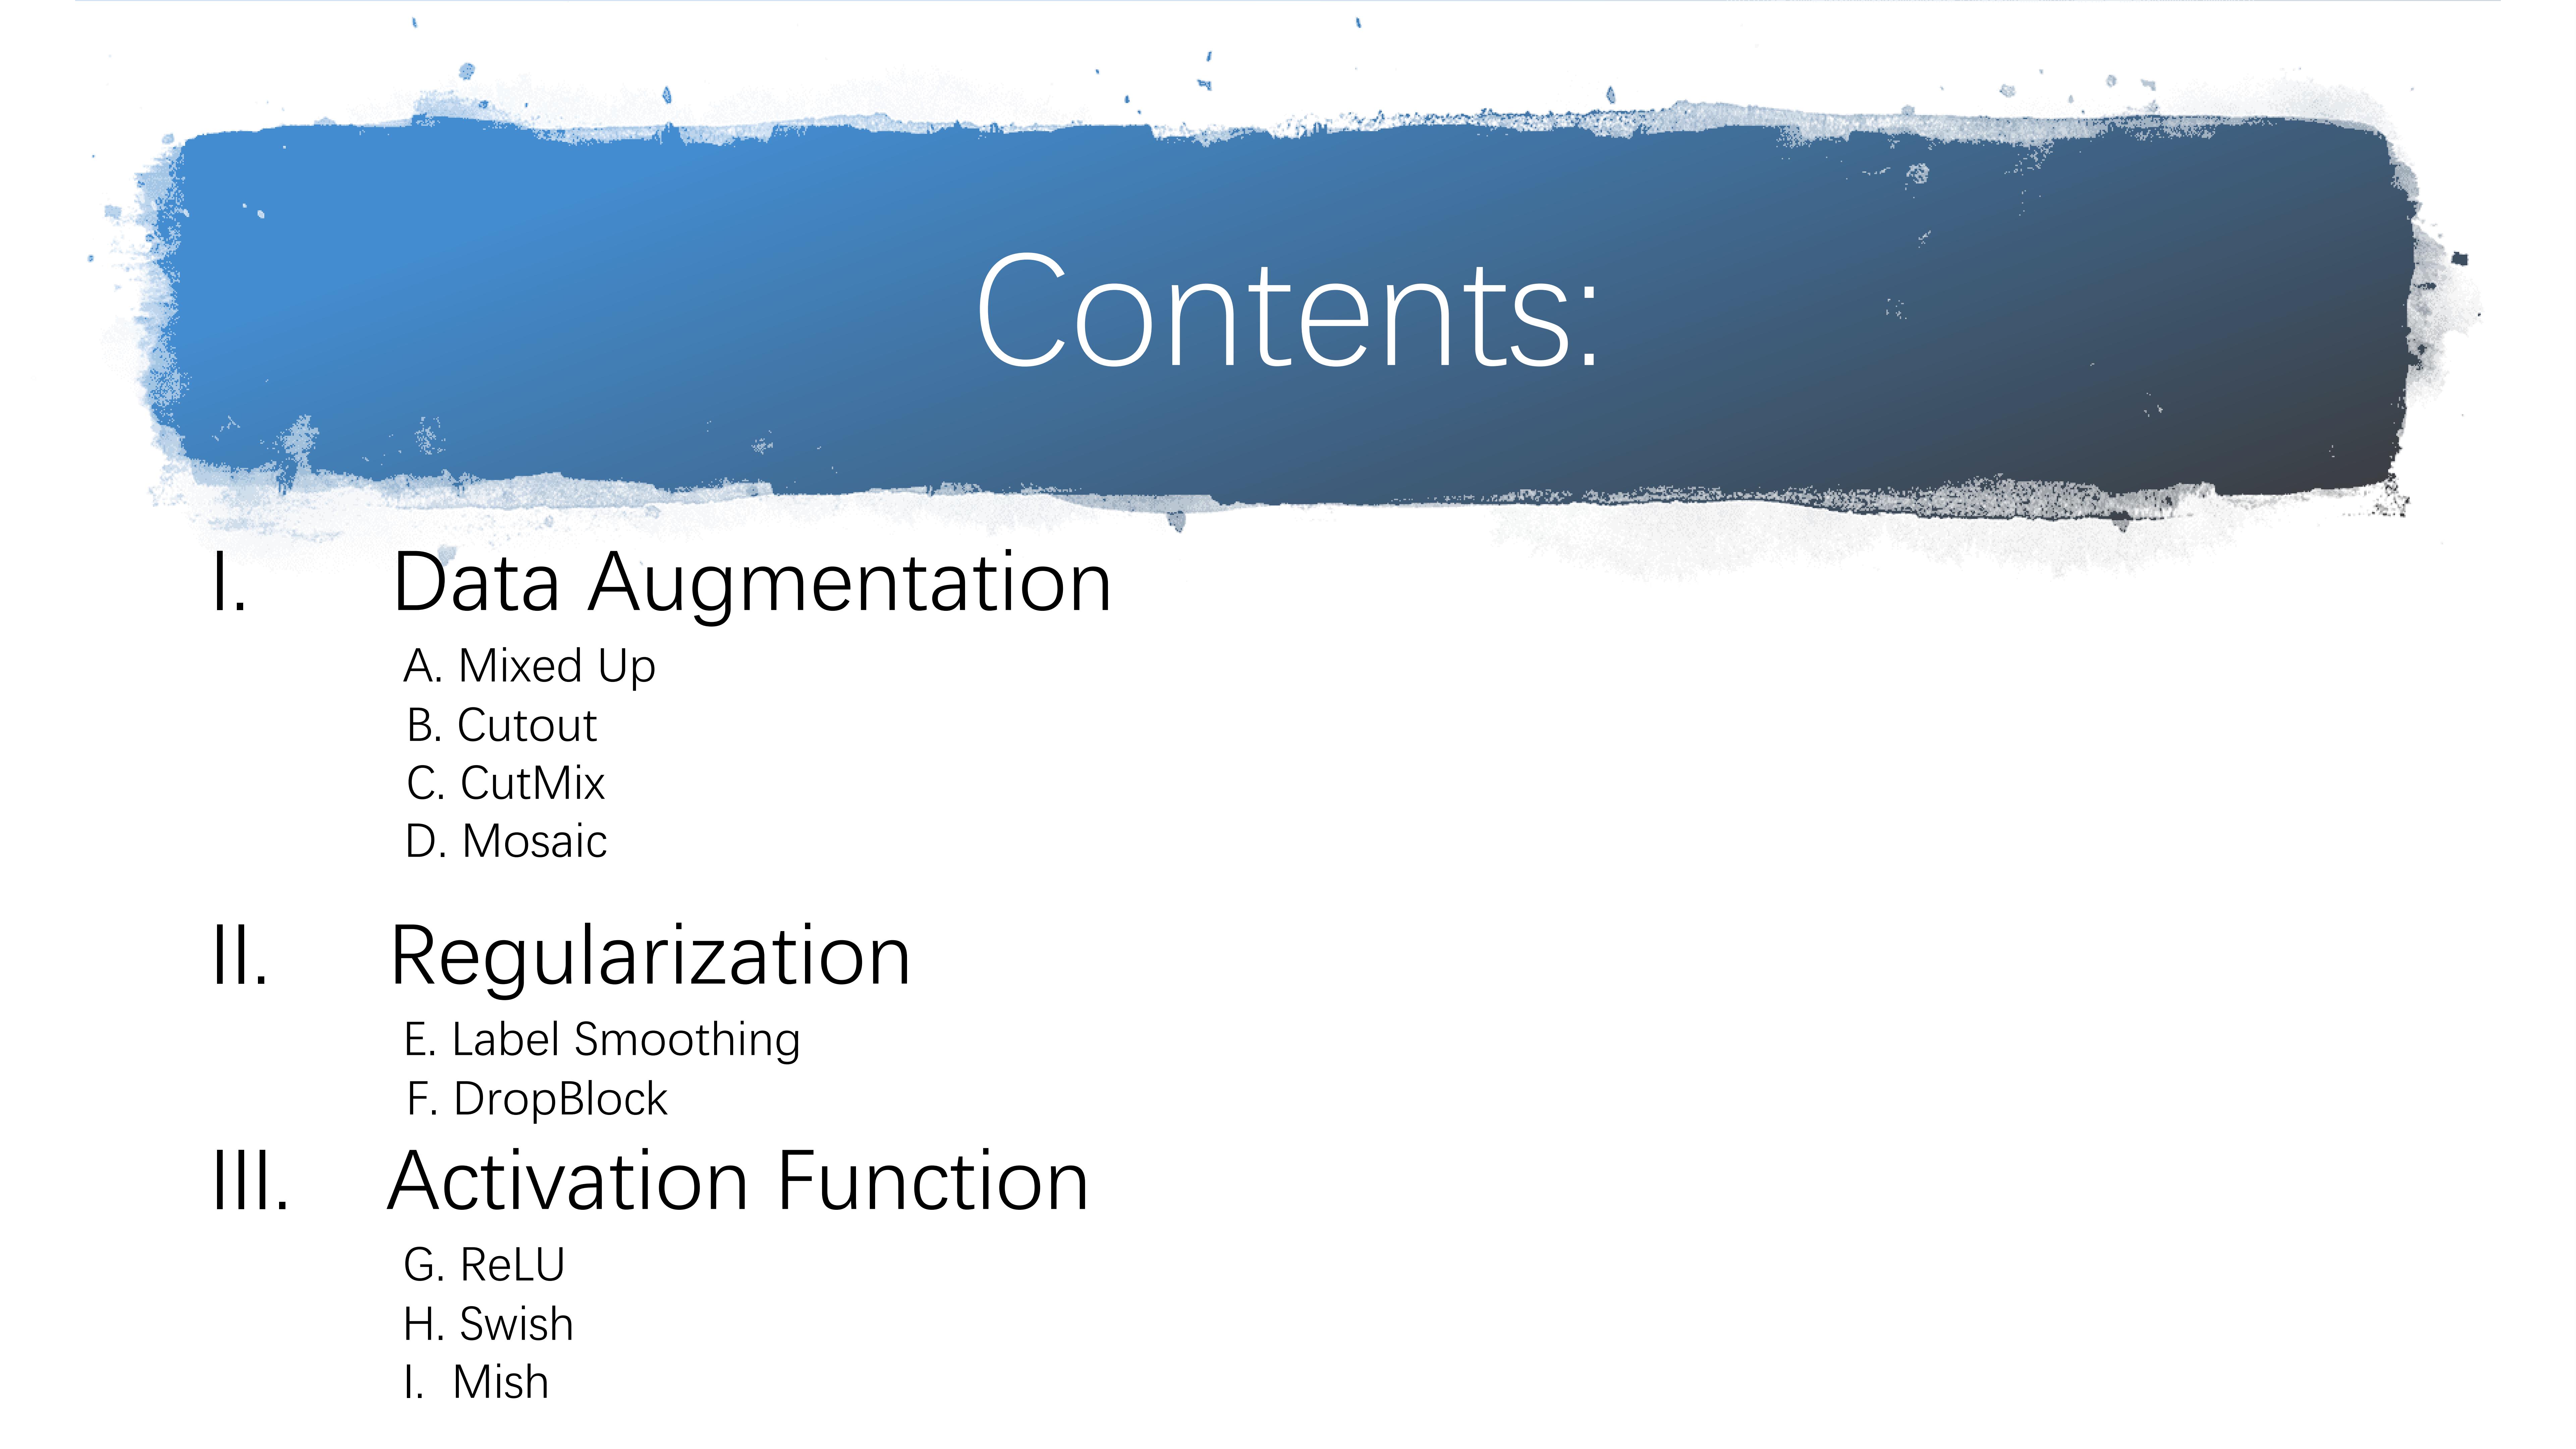 Contents:
I. Data Augmentation
A. Mixed Up
B. Cutout
C. CutMix
D. Mosaic
II. Regularization
E. Label Smoothing
F. DropBlock
III. Activation Function
G. ReLU
H. Swish
I. Mish